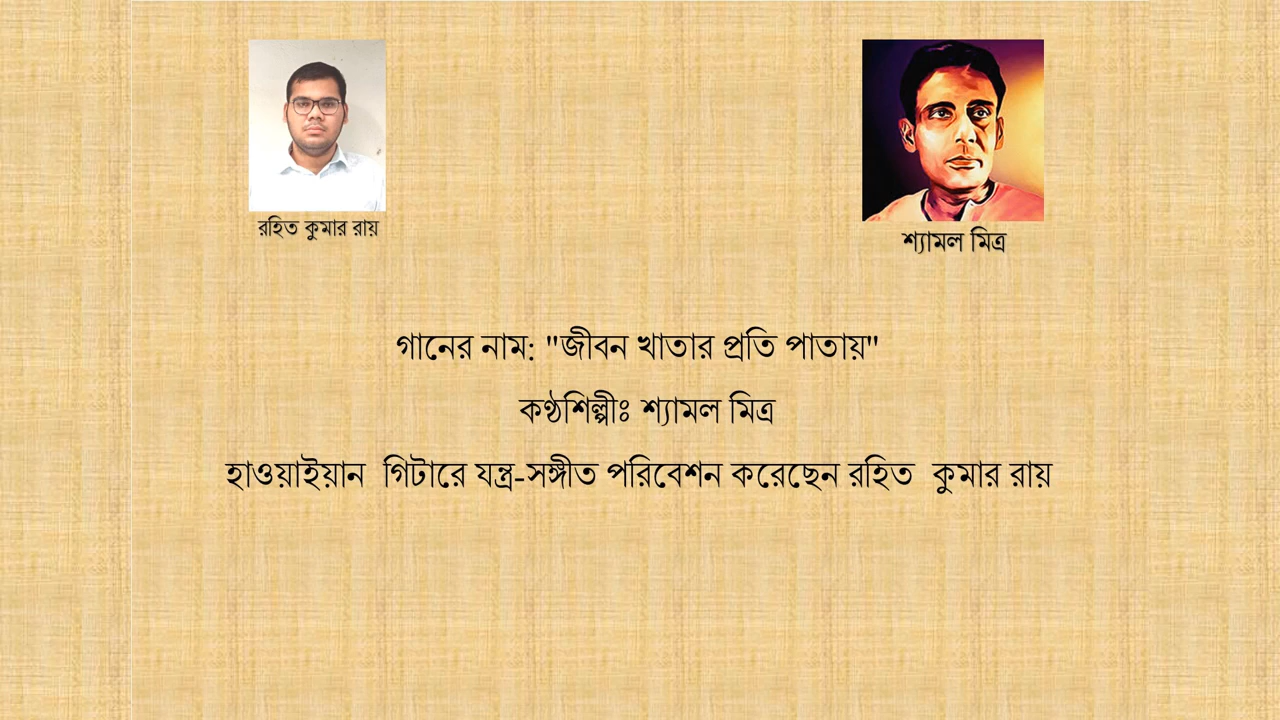 রহিত কুমার রায়
শ্যামল মিত্র
গানের নাম: "জীবন খাতার প্রতি পাতায়"
কণ্ঠশিল্পীঃ শ্যামল মিত্র
হাওয়াইয়ান গিটারে যন্ত্র-সঙ্গীত পরিবেশন করেছেন রহিত কুমার রায়